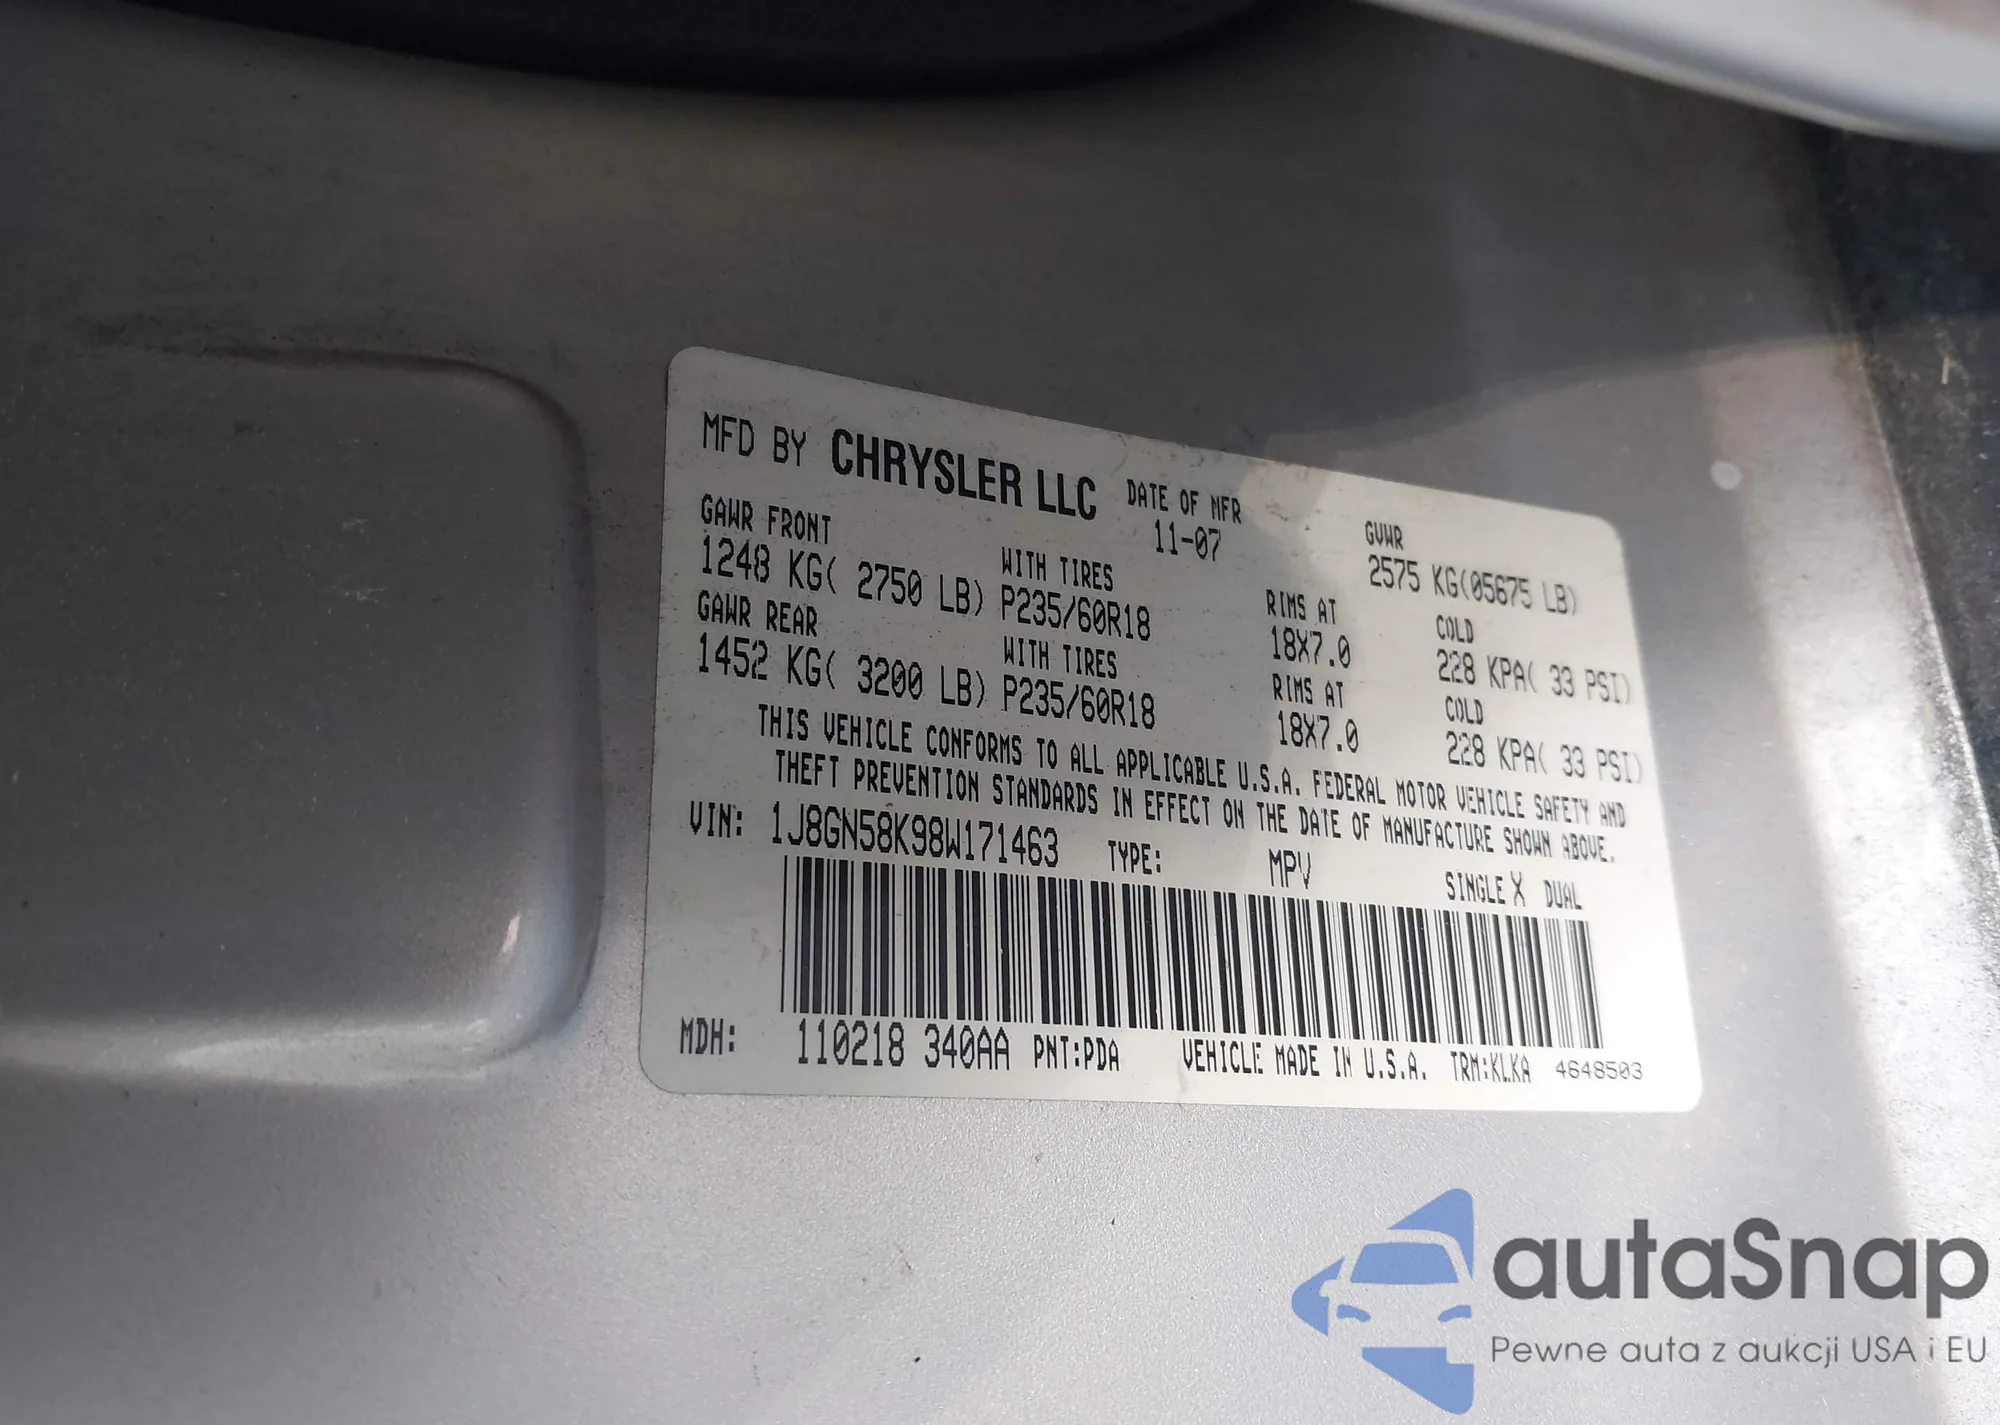 MFD BY CHRYSLER LLC DATE OF MFR GVWR
11-07 2575 KG(05675 LB)
GAWR FRONT WITH TIRES RIMS AT COLD
1248 KG( 2750 LB) P235/60R18 18X7.0 228 KPA( 33 PSI)
GAWR REAR WITH TIRES RIMS AT COLD
1452 KG( 3200 LB) P235/60R18 18X7.0 228 KPA( 33 PSI)
THIS VEHICLE CONFORMS TO ALL APPLICABLE U.S.A. FEDERAL MOTOR VEHICLE SAFETY AND
THEFT PREVENTION STANDARDS IN EFFECT ON THE DATE OF MANUFACTURE SHOWN ABOVE.
VIN: 1J8GN58K98W171463 TYPE: MPV SINGLE X DUAL
MDH: 110218 340AA PNT:PDA VEHICLE MADE IN U.S.A. TRM:KLKA 4648503
autaSnap
Pewne auta z aukcji USA i EU